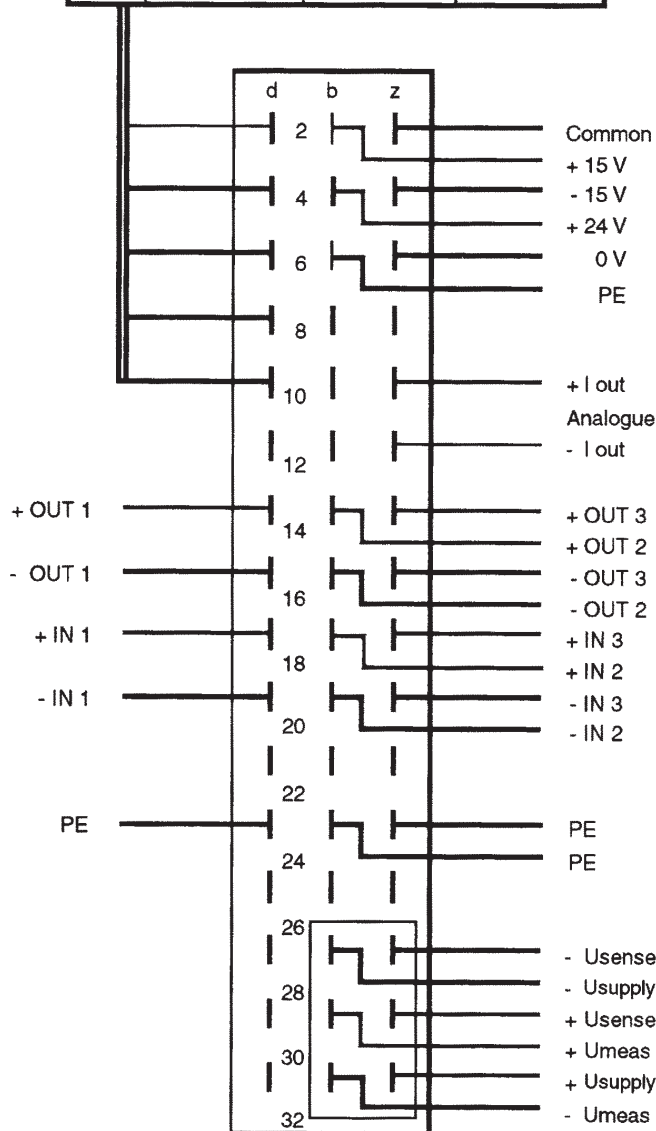 d b z
2 Common
+ 15 V
4 - 15 V
+ 24 V
6 0 V
PE
8
10 + I out
Analogue
12 - I out
+ OUT 1 14 + OUT 3
+ OUT 2
- OUT 1 16 - OUT 3
- OUT 2
+ IN 1 18 + IN 3
+ IN 2
- IN 1 20 - IN 3
- IN 2
22
PE 24 PE
PE
26
- Usense
28 - Usupply
+ Usense
30 + Umeas
+ Usupply
32 - Umeas